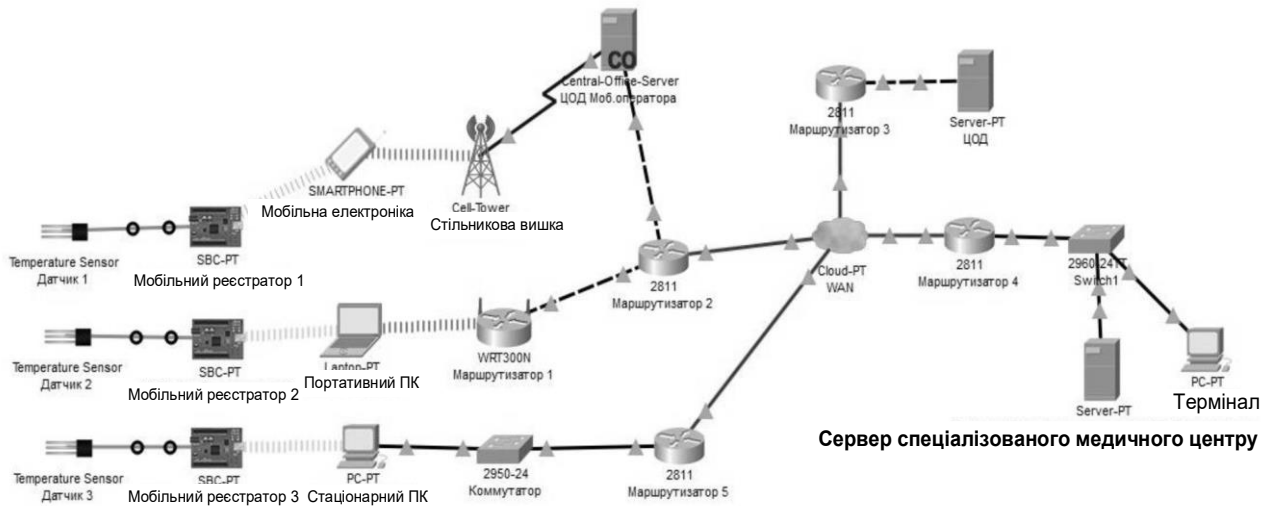 CO
Central-Office-Server
ЦОД Моб.оператора
2811
Маршрутизатор 3
Server-PT
ЦОД
SMARTPHONE-PT
Мобільна електроніка
Cell-Tower
Стільникова вишка
Temperature Sensor
Датчик 1
SBC-PT
Мобільний реєстратор 1
2811
Маршрутизатор 2
Cloud-PT
WAN
2811
Маршрутизатор 4
2960-24TT
Switch1
Temperature Sensor
Датчик 2
SBC-PT
Мобільний реєстратор 2
Laptop-PT
Портативний ПК
WRT300N
Маршрутизатор 1
Server-PT
PC-PT
Термінал
Сервер спеціалізованого медичного центру
Temperature Sensor
Датчик 3
SBC-PT
Мобільний реєстратор 3
PC-PT
Стаціонарний ПК
2950-24
Коммутатор
2811
Маршрутизатор 5